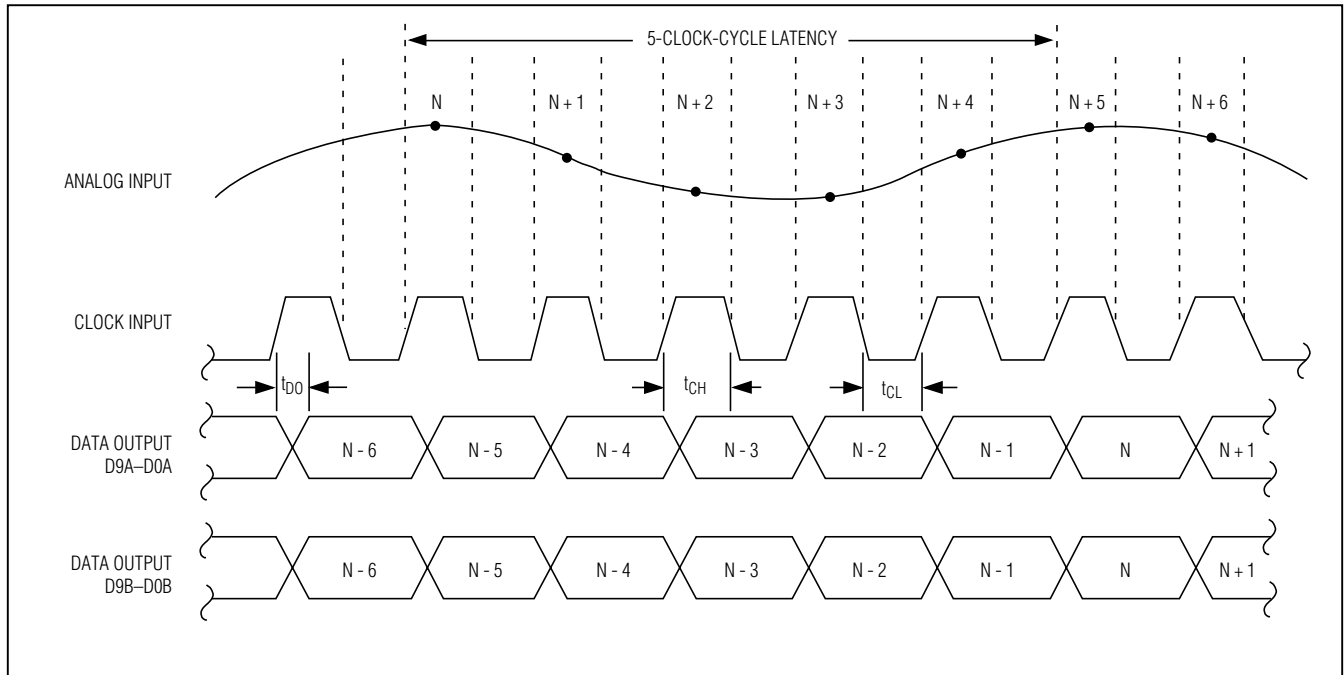 5-CLOCK-CYCLE LATENCY
N N + 1 N + 2 N + 3 N + 4 N + 5 N + 6
ANALOG INPUT
CLOCK INPUT
tDO tCH tCL
DATA OUTPUT
D9A–D0A
N - 6 N - 5 N - 4 N - 3 N - 2 N - 1 N N + 1
DATA OUTPUT
D9B–D0B
N - 6 N - 5 N - 4 N - 3 N - 2 N - 1 N N + 1